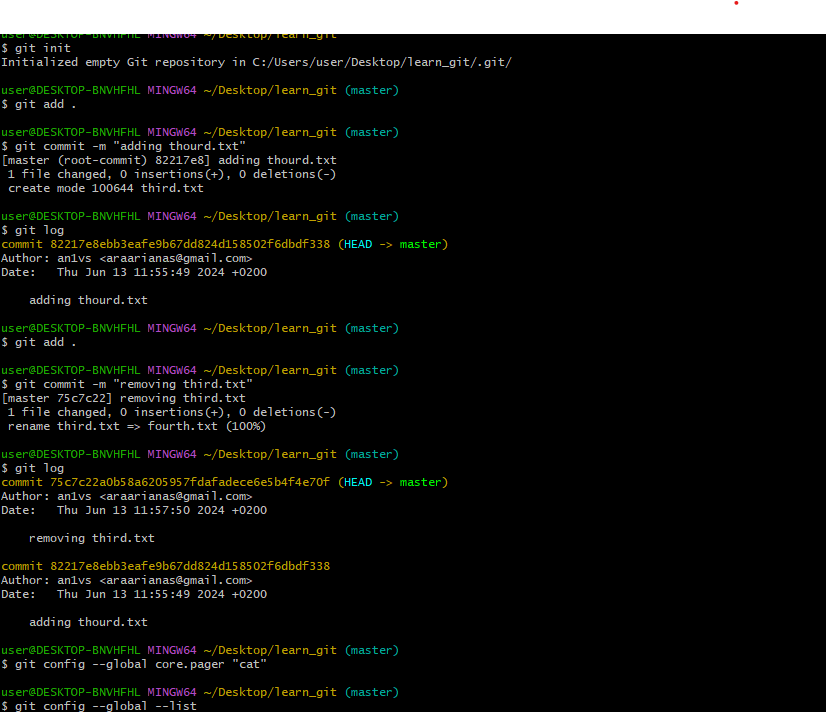 user@DESKTOP-BNVHFHL MINGW64 ~/Desktop/learn_git
$ git init
Initialized empty Git repository in C:/Users/user/Desktop/learn_git/.git/
user@DESKTOP-BNVHFHL MINGW64 ~/Desktop/learn_git (master)
$ git add .
user@DESKTOP-BNVHFHL MINGW64 ~/Desktop/learn_git (master)
$ git commit -m "adding thourd.txt"
[master (root-commit) 82217e8] adding thourd.txt
 1 file changed, 0 insertions(+), 0 deletions(-)
 create mode 100644 third.txt
user@DESKTOP-BNVHFHL MINGW64 ~/Desktop/learn_git (master)
$ git log
commit 82217e8ebb3eafe9b67dd824d158502f6dbdf338 (HEAD -> master)
Author: an1vs <araarianas@gmail.com>
Date:   Thu Jun 13 11:55:49 2024 +0200
    adding thourd.txt
user@DESKTOP-BNVHFHL MINGW64 ~/Desktop/learn_git (master)
$ git add .
user@DESKTOP-BNVHFHL MINGW64 ~/Desktop/learn_git (master)
$ git commit -m "removing third.txt"
[master 75c7c22] removing third.txt
 1 file changed, 0 insertions(+), 0 deletions(-)
 rename third.txt => fourth.txt (100%)
user@DESKTOP-BNVHFHL MINGW64 ~/Desktop/learn_git (master)
$ git log
commit 75c7c22a0b58a6205957fdafadece6e5b4f4e70f (HEAD -> master)
Author: an1vs <araarianas@gmail.com>
Date:   Thu Jun 13 11:57:50 2024 +0200
    removing third.txt
commit 82217e8ebb3eafe9b67dd824d158502f6dbdf338
Author: an1vs <araarianas@gmail.com>
Date:   Thu Jun 13 11:55:49 2024 +0200
    adding thourd.txt
user@DESKTOP-BNVHFHL MINGW64 ~/Desktop/learn_git (master)
$ git config --global core.pager "cat"
user@DESKTOP-BNVHFHL MINGW64 ~/Desktop/learn_git (master)
$ git config --global --list